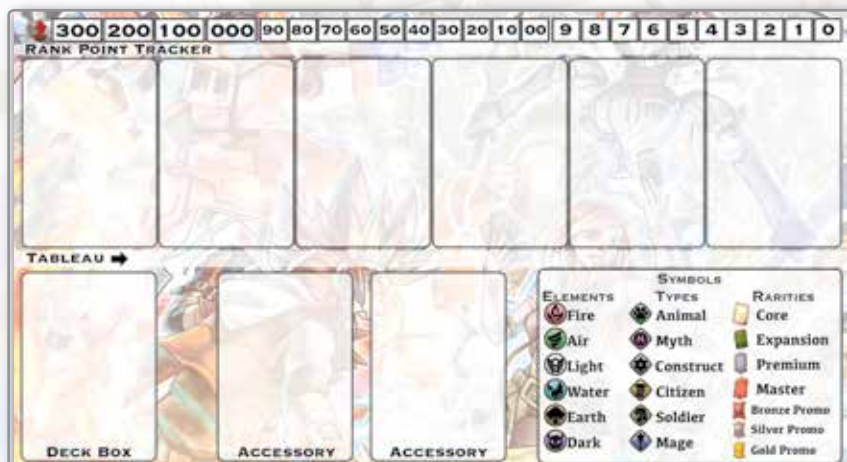 300 200 100 000 90 80 70 60 50 40 30 20 10 00 9 8 7 6 5 4 3 2 1 0
RANK POINT TRACKER
TABLEAU ➡
DECK BOX
ACCESSORY
ACCESSORY
SYMBOLS
ELEMENTS TYPES RARITIES
Fire Animal Core
Air Myth Expansion
Light Construct Premium
Water Citizen Master
Earth Soldier Bronze Promo
Dark Mage Silver Promo
Gold Promo